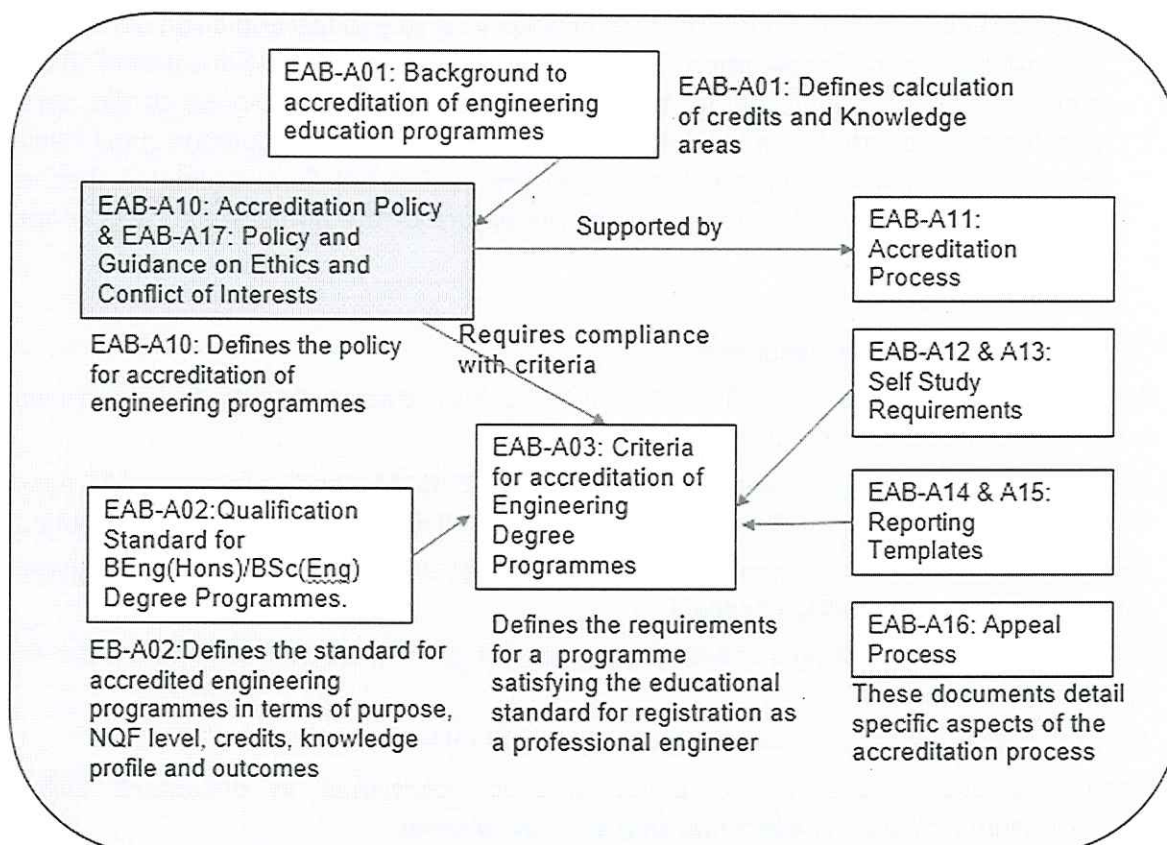 EAB-A01: Background to
accreditation of engineering
education programmes
EAB-A01: Defines calculation
of credits and Knowledge
areas
EAB-A10: Accreditation Policy
& EAB-A17: Policy and
Guidance on Ethics and
Conflict of Interests
Supported by
EAB-A11:
Accreditation
Process
EAB-A10: Defines the policy
for accreditation of
engineering programmes
Requires compliance
with criteria
EAB-A12 & A13:
Self Study
Requirements
EAB-A03: Criteria
for accreditation of
Engineering
Degree
Programmes
EAB-A14 & A15:
Reporting
Templates
EAB-A02:Qualification
Standard for
BEng(Hons)/BSc(Eng)
Degree Programmes.
EB-A02:Defines the standard for
accredited engineering
programmes in terms of purpose,
NQF level, credits, knowledge
profile and outcomes
Defines the requirements
for a programme
satisfying the educational
standard for registration as
a professional engineer
EAB-A16: Appeal
Process
These documents detail
specific aspects of the
accreditation process